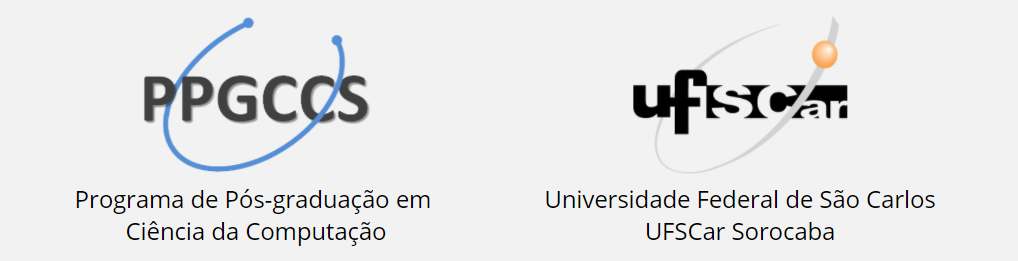 PPGCCS
Programa de Pós-graduação em
Ciência da Computação
ufscar
Universidade Federal de São Carlos
UFSCar Sorocaba